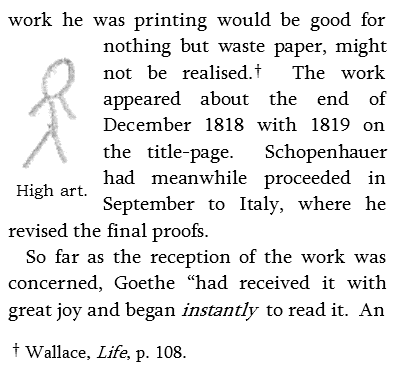 work he was printing would be good for
nothing but waste paper, might
not be realised.† The work
appeared about the end of
December 1818 with 1819 on
the title-page. Schopenhauer
had meanwhile proceeded in
September to Italy, where he
revised the final proofs.
High art.
So far as the reception of the work was
concerned, Goethe “had received it with
great joy and began instantly to read it. An
† Wallace, Life, p. 108.